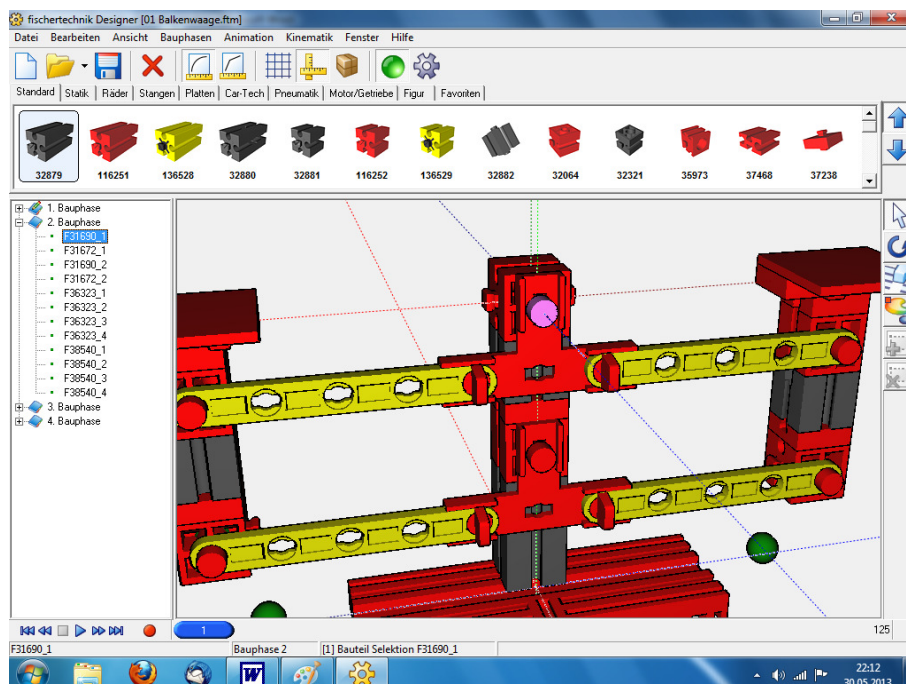 fischertechnik Designer [01 Balkenwaage.ftm]
Datei Bearbeiten Ansicht Bauphasen Animation Kinematik Fenster Hilfe
Standard Statik Räder Stangen Platten Car-Tech Pneumatik Motor/Getriebe Figur Favoriten
32879 116251 136528 32880 32881 116252 136529 32882 32064 32321 35973 37468 37238
1. Bauphase
2. Bauphase
F31690_1
F31672_1
F31690_2
F31672_2
F36323_1
F36323_2
F36323_3
F36323_4
F38540_1
F38540_2
F38540_3
F38540_4
3. Bauphase
4. Bauphase
1 125
F31690_1 Bauphase 2 [1] Bauteil Selektion F31690_1
W
22:12
30.05.2013